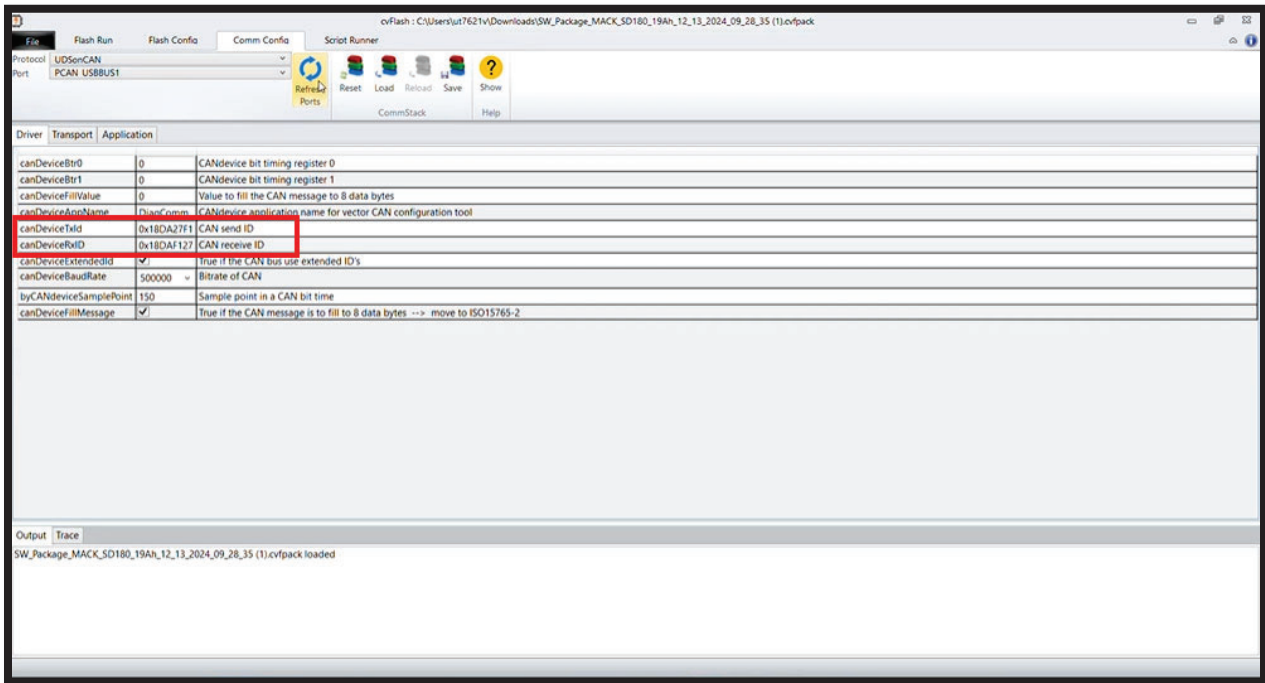 cvFlash : C:\Users\ut7621v\Downloads\SW_Package_MACK_SD180_19Ah_12_13_2024_09_28_35 (1).cvfpack
File Flash Run Flash Config Comm Config Script Runner
Protocol UDSonCAN
Port PCAN_USBBUS1
Refresh Ports Reset Load Reload Save Show
CommStack Help
Driver Transport Application
canDeviceBtr0 0 CANdevice bit timing register 0
canDeviceBtr1 0 CANdevice bit timing register 1
canDeviceFillValue 0 Value to fill the CAN message to 8 data bytes
canDeviceAppName DiagComm CANdevice application name for vector CAN configuration tool
canDeviceTxId 0x18DA27F1 CAN send ID
canDeviceRxID 0x18DAF127 CAN receive ID
canDeviceExtendedId True if the CAN bus use extended ID's
canDeviceBaudRate 500000 Bitrate of CAN
byCANdeviceSamplePoint 150 Sample point in a CAN bit time
canDeviceFillMessage True if the CAN message is to fill to 8 data bytes --> move to ISO15765-2
Output Trace
SW_Package_MACK_SD180_19Ah_12_13_2024_09_28_35 (1).cvfpack loaded